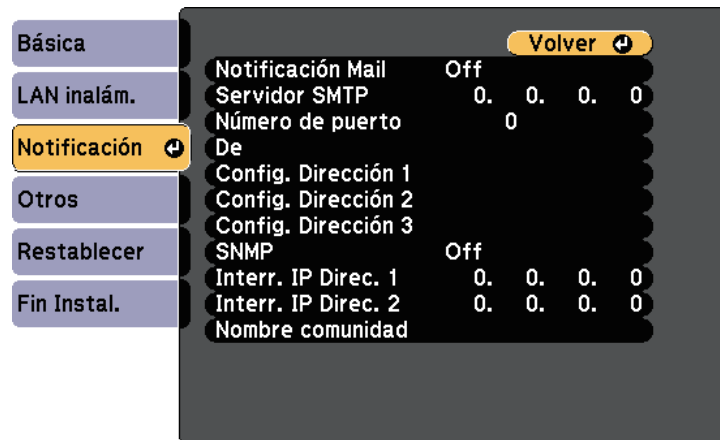 Básica
LAN inalám.
Notificación
Otros
Restablecer
Fin Instal.
Volver
Notificación Mail Off
Servidor SMTP 0. 0. 0. 0
Número de puerto 0
De
Config. Dirección 1
Config. Dirección 2
Config. Dirección 3
SNMP Off
Interr. IP Direc. 1 0. 0. 0. 0
Interr. IP Direc. 2 0. 0. 0. 0
Nombre comunidad